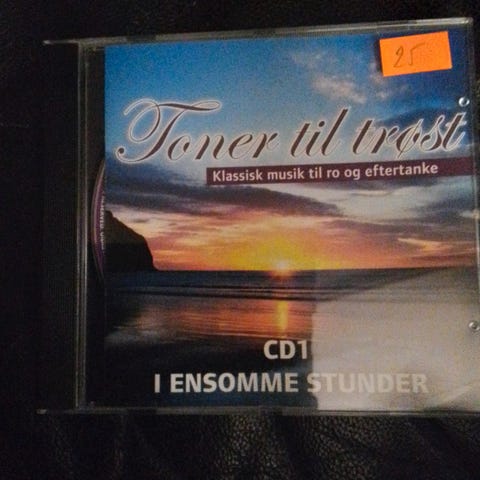 25
Toner til trøst
Klassisk musik til ro og eftertanke
CD1
I ENSOMME STUNDER